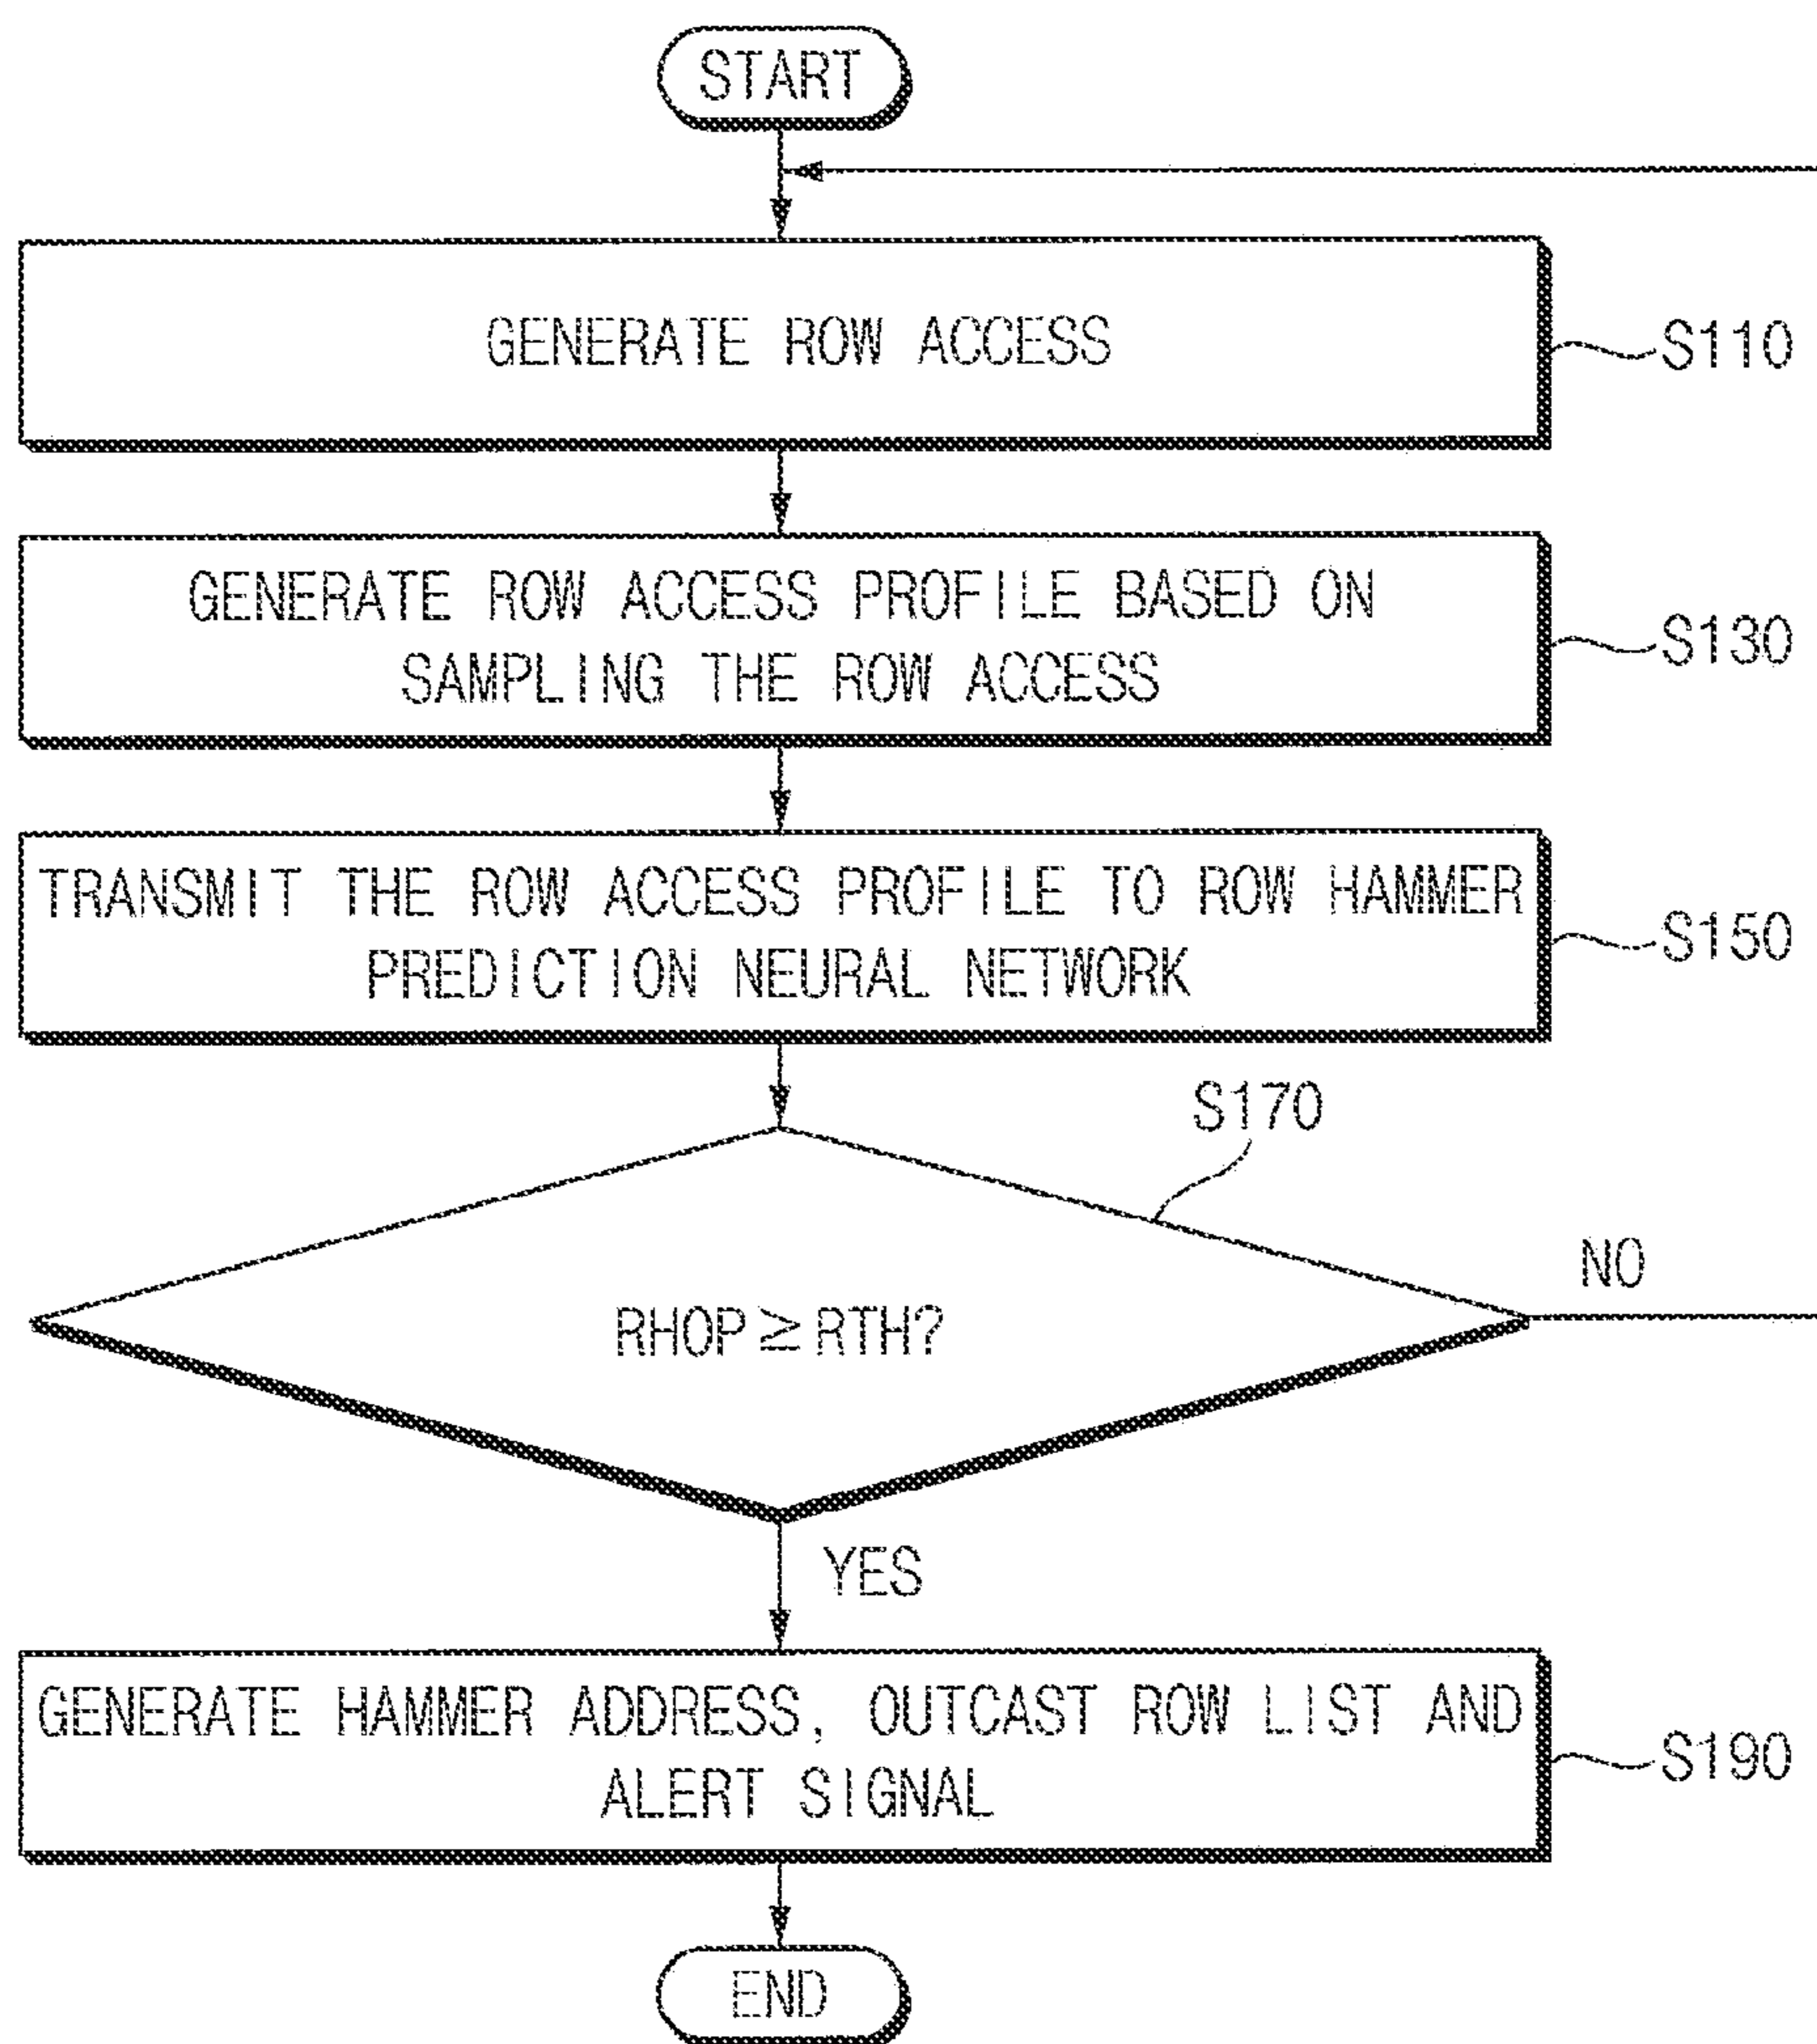 START
GENERATE ROW ACCESS
S110
GENERATE ROW ACCESS PROFILE BASED ON
SAMPLING THE ROW ACCESS
S130
TRANSMIT THE ROW ACCESS PROFILE TO ROW HAMMER
PREDICTION NEURAL NETWORK
S150
S170
RHOP≧RTH?
NO
YES
GENERATE HAMMER ADDRESS, OUTCAST ROW LIST AND
ALERT SIGNAL
S190
END